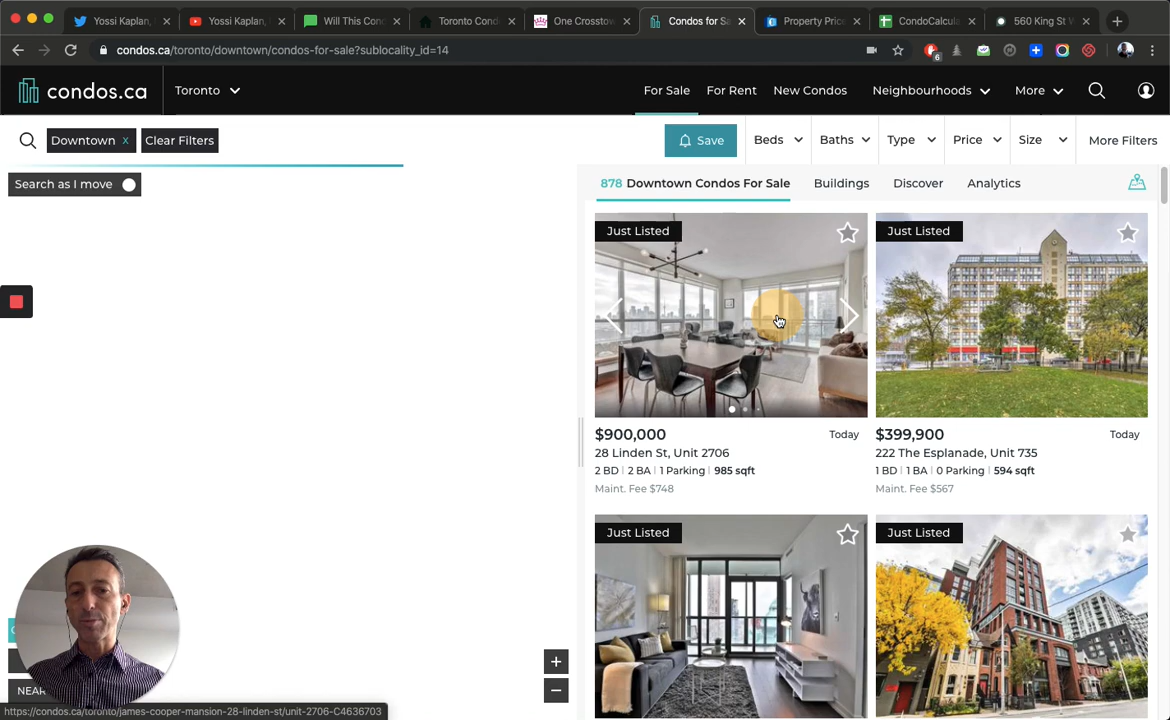 Yossi Kaplan,
Yossi Kaplan,
Will This Con
Toronto Cond
One Crosstow
Condos for Sa
Property Price
CondoCalcula
560 King St W
condos.ca/toronto/downtown/condos-for-sale?sublocality_id=14
6
condos.ca
Toronto
For Sale
For Rent
New Condos
Neighbourhoods
More
Downtown x
Clear Filters
Save
Beds
Baths
Type
Price
Size
More Filters
Search as I move
878 Downtown Condos For Sale
Buildings
Discover
Analytics
Just Listed
Just Listed
$900,000
Today
28 Linden St, Unit 2706
2 BD | 2 BA | 1 Parking | 985 sqft
Maint. Fee $748
$399,900
Today
222 The Esplanade, Unit 735
1 BD | 1 BA | 0 Parking | 594 sqft
Maint. Fee $567
Just Listed
Just Listed
+
−
NEAR
https://condos.ca/toronto/james-cooper-mansion-28-linden-st/unit-2706-C4636703